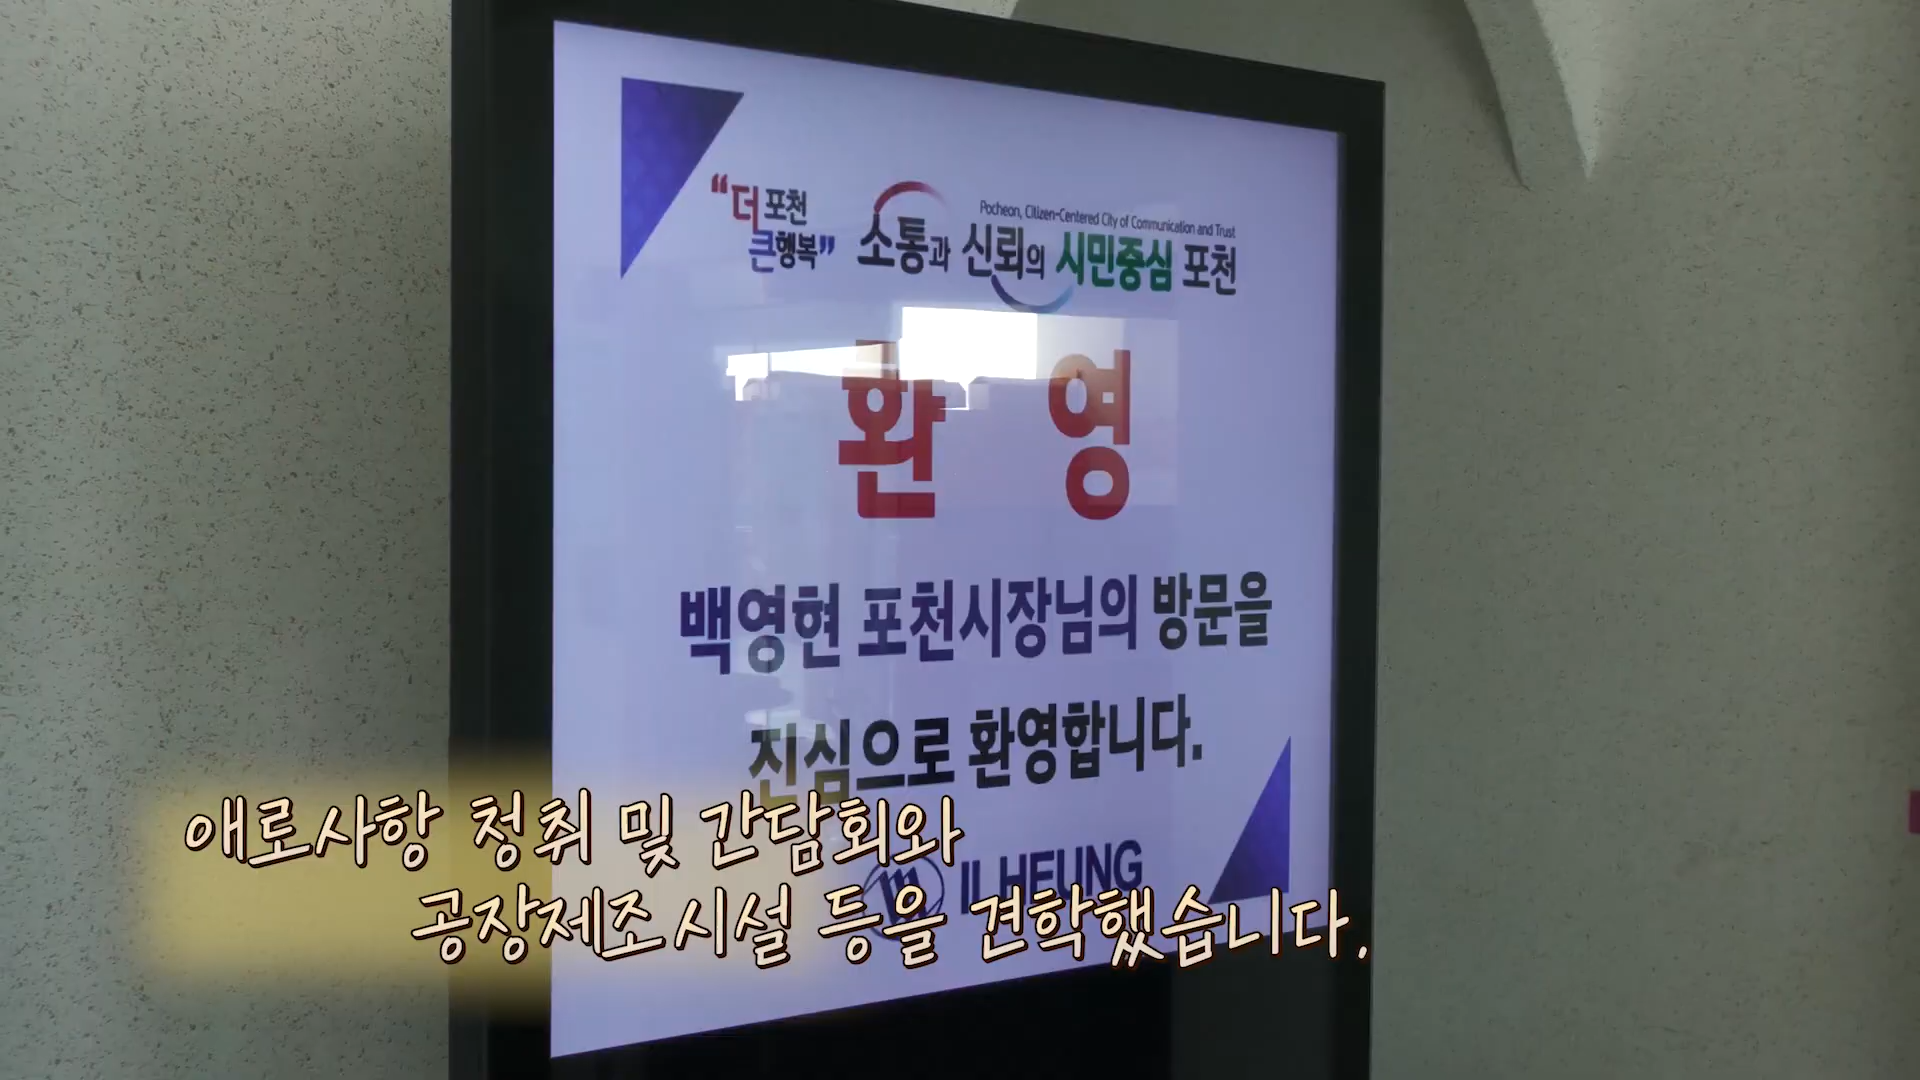 “더 포천
큰행복”
Pocheon, Citizen-Centered City of Communication and Trust
소통과 신뢰의 시민중심 포천
환 영
백영현 포천시장님의 방문을
진심으로 환영합니다.
IL HEUNG
애로사항 청취 및 간담회와
공장제조시설 등을 견학했습니다.